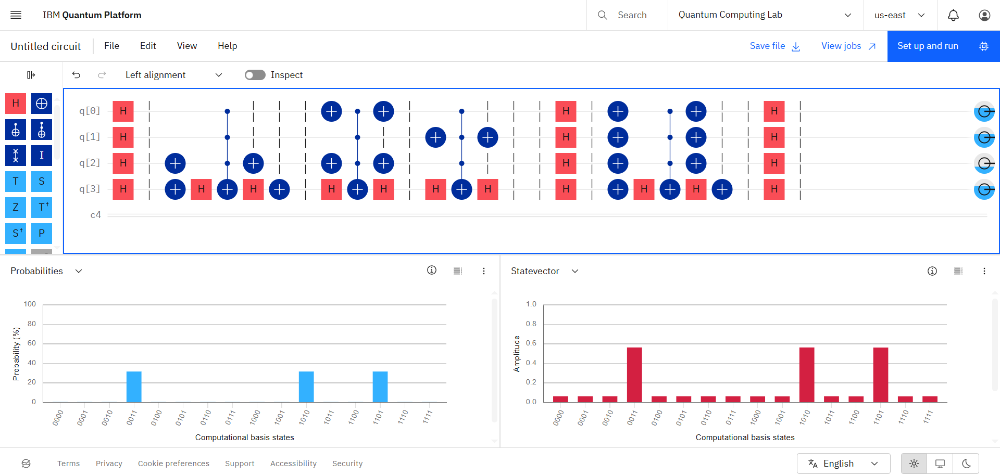 IBM Quantum Platform
Search
Quantum Computing Lab
us-east
Untitled circuit
File
Edit
View
Help
Save file
View jobs
Set up and run
Left alignment
Inspect
H
I
T
S
Z
T†
S†
P
q[0] H H H
q[1] H H H
q[2] H H H
q[3] H H H H H H H H H H H
c4
Probabilities
100
80
60
40
20
0
Probability (%)
0000 0001 0010 0011 0100 0101 0110 0111 1000 1001 1010 1011 1100 1101 1110 1111
Computational basis states
Statevector
1.0
0.8
0.6
0.4
0.2
0.0
Amplitude
0000 0001 0010 0011 0100 0101 0110 0111 1000 1001 1010 1011 1100 1101 1110 1111
Computational basis states
Terms
Privacy
Cookie preferences
Support
Accessibility
Security
English